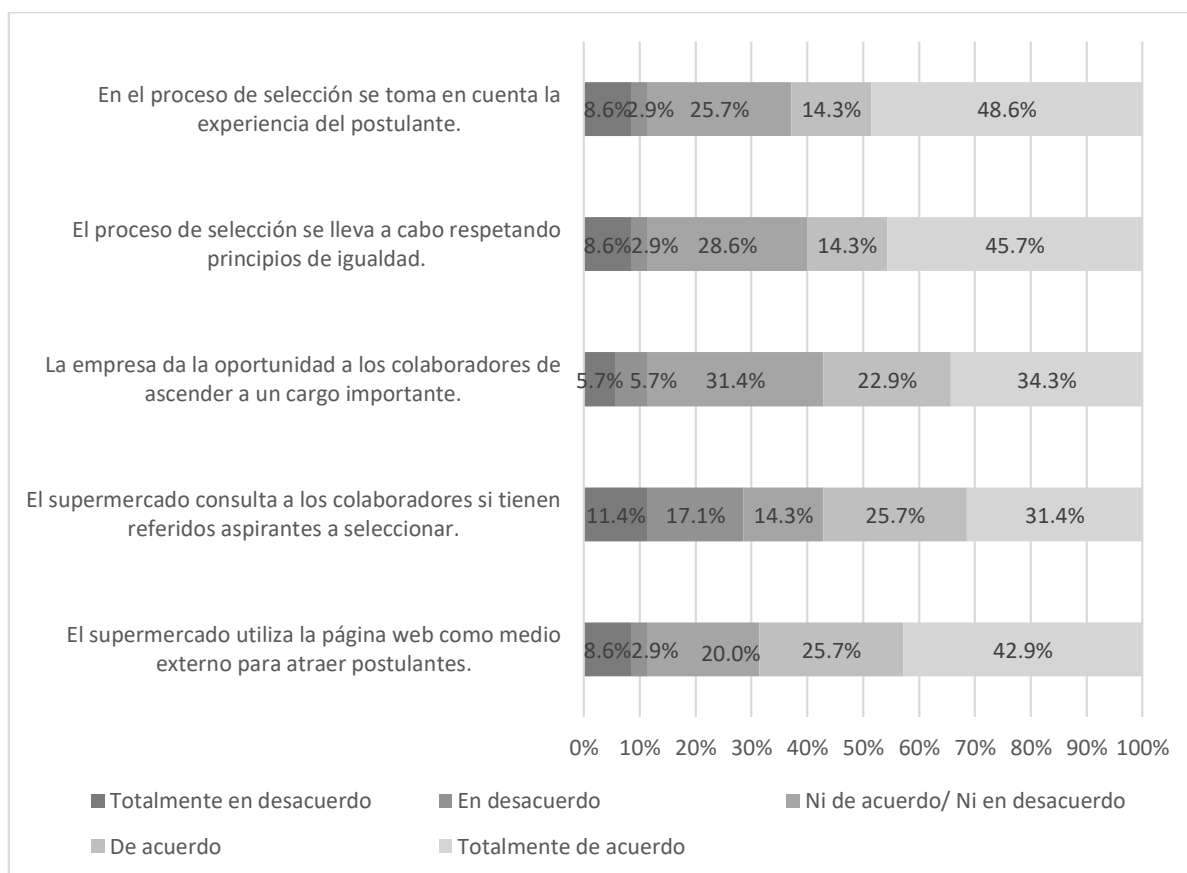 En el proceso de selección se toma en cuenta la
experiencia del postulante.
8.6% 2.9% 25.7% 14.3% 48.6%
El proceso de selección se lleva a cabo respetando
principios de igualdad.
8.6% 2.9% 28.6% 14.3% 45.7%
La empresa da la oportunidad a los colaboradores de
ascender a un cargo importante.
5.7% 5.7% 31.4% 22.9% 34.3%
El supermercado consulta a los colaboradores si tienen
referidos aspirantes a seleccionar.
11.4% 17.1% 14.3% 25.7% 31.4%
El supermercado utiliza la página web como medio
externo para atraer postulantes.
8.6% 2.9% 20.0% 25.7% 42.9%
0% 10% 20% 30% 40% 50% 60% 70% 80% 90% 100%
Totalmente en desacuerdo En desacuerdo Ni de acuerdo/ Ni en desacuerdo
De acuerdo Totalmente de acuerdo